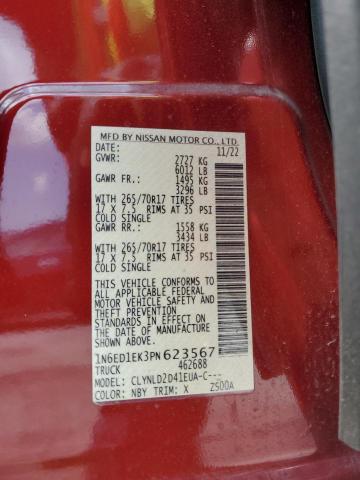 MFD BY NISSAN MOTOR CO., LTD.
DATE: 11/22
GVWR: 2727 KG
6012 LB
GAWR FR.: 1495 KG
3296 LB
WITH 265/70R17 TIRES
17 X 7.5 RIMS AT 35 PSI
COLD SINGLE
GAWR RR.: 1558 KG
3434 LB
WITH 265/70R17 TIRES
17 X 7.5 RIMS AT 35 PSI
COLD SINGLE
THIS VEHICLE CONFORMS TO
ALL APPLICABLE FEDERAL
MOTOR VEHICLE SAFETY
AND THEFT PREVENTION
STANDARDS IN EFFECT ON
THE DATE OF MANUFACTURE
SHOWN ABOVE.
1N6ED1EK3PN 623567
TRUCK 462688
MODEL: CLYNLD2D41EUA-C---
COLOR: NBY TRIM: X Z500A